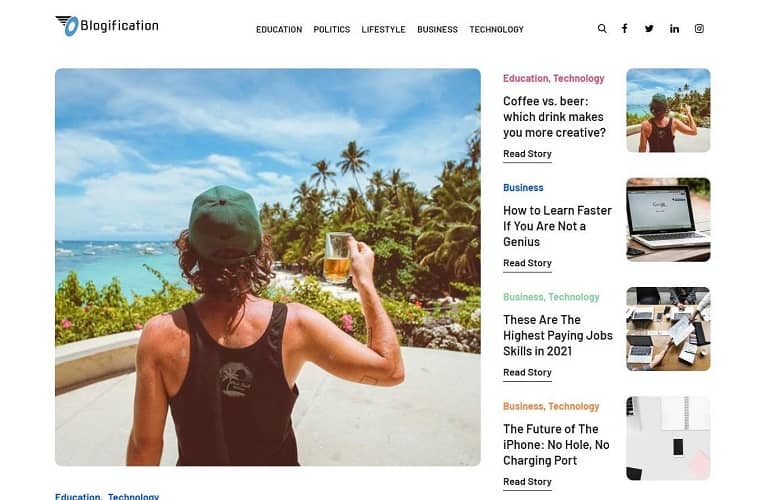 Blogification
EDUCATION POLITICS LIFESTYLE BUSINESS TECHNOLOGY
Education, Technology
Coffee vs. beer:
which drink makes
you more creative?
Read Story
Business
How to Learn Faster
If You Are Not a
Genius
Read Story
Business, Technology
These Are The
Highest Paying Jobs
Skills in 2021
Read Story
Business, Technology
The Future of The
iPhone: No Hole, No
Charging Port
Read Story
Education, Technology